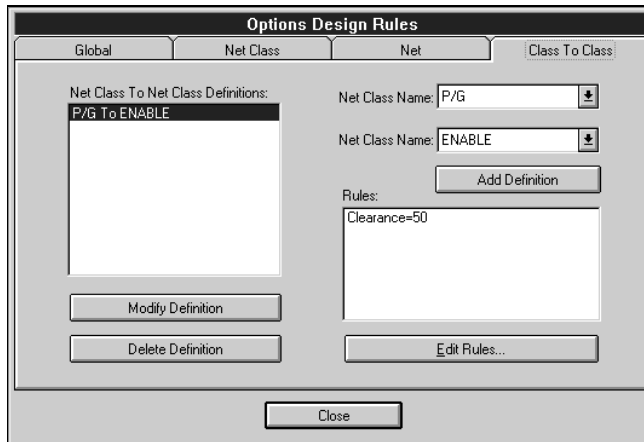 Options Design Rules
Global Net Class Net Class To Class
Net Class To Net Class Definitions:
P/G To ENABLE
Net Class Name: P/G
Net Class Name: ENABLE
Add Definition
Rules:
Clearance=50
Modify Definition
Delete Definition
Edit Rules...
Close